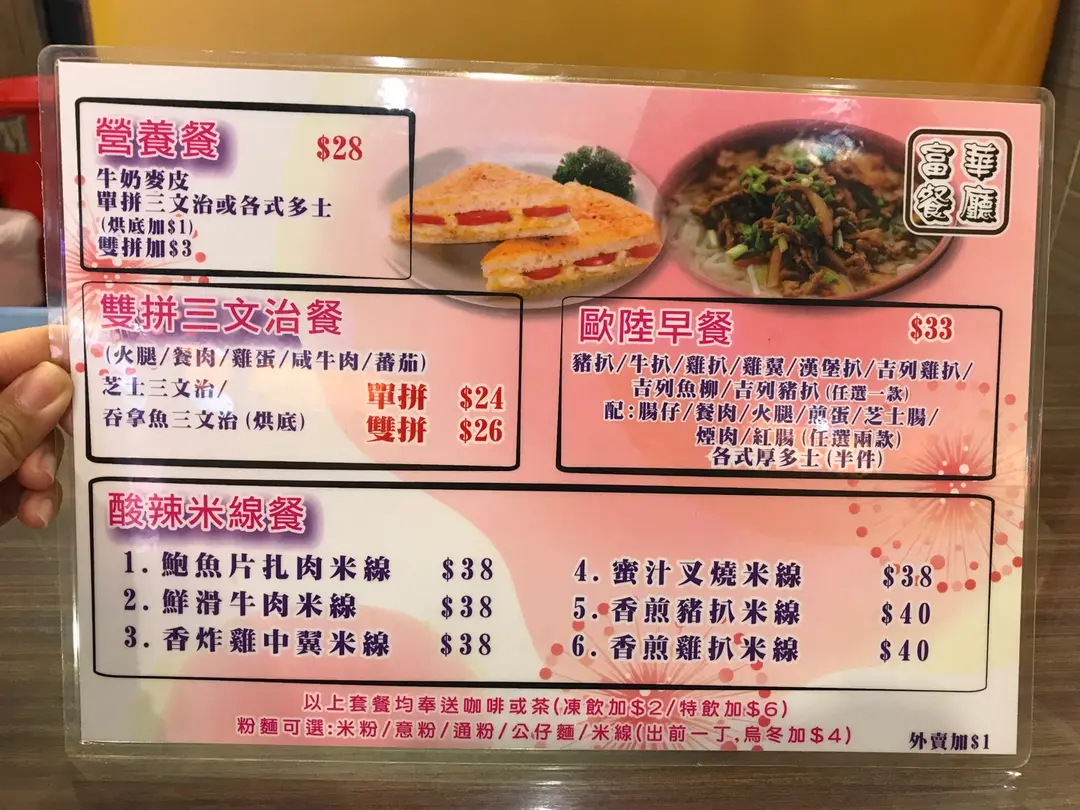 營養餐 $28
牛奶麥皮
單拼三文治或各式多士
(烘底加$1)
雙拼加$3
富華餐廳
雙拼三文治餐
(火腿/餐肉/雞蛋/咸牛肉/蕃茄)
芝士三文治/ 單拼 $24
吞拿魚三文治(烘底) 雙拼 $26
歐陸早餐 $33
豬扒/牛扒/雞扒/雞翼/漢堡扒/吉列雞扒/
吉列魚柳/吉列豬扒(任選一款)
配:腸仔/餐肉/火腿/煎蛋/芝士腸/
煙肉/紅腸(任選兩款)
各式厚多士(半件)
酸辣米線餐
1. 鮑魚片扎肉米線 $38
2. 鮮滑牛肉米線 $38
3. 香炸雞中翼米線 $38
4. 蜜汁叉燒米線 $38
5. 香煎豬扒米線 $40
6. 香煎雞扒米線 $40
以上套餐均奉送咖啡或茶(凍飲加$2/特飲加$6)
粉麵可選:米粉/意粉/通粉/公仔麵/米線(出前一丁,烏冬加$4)
外賣加$1